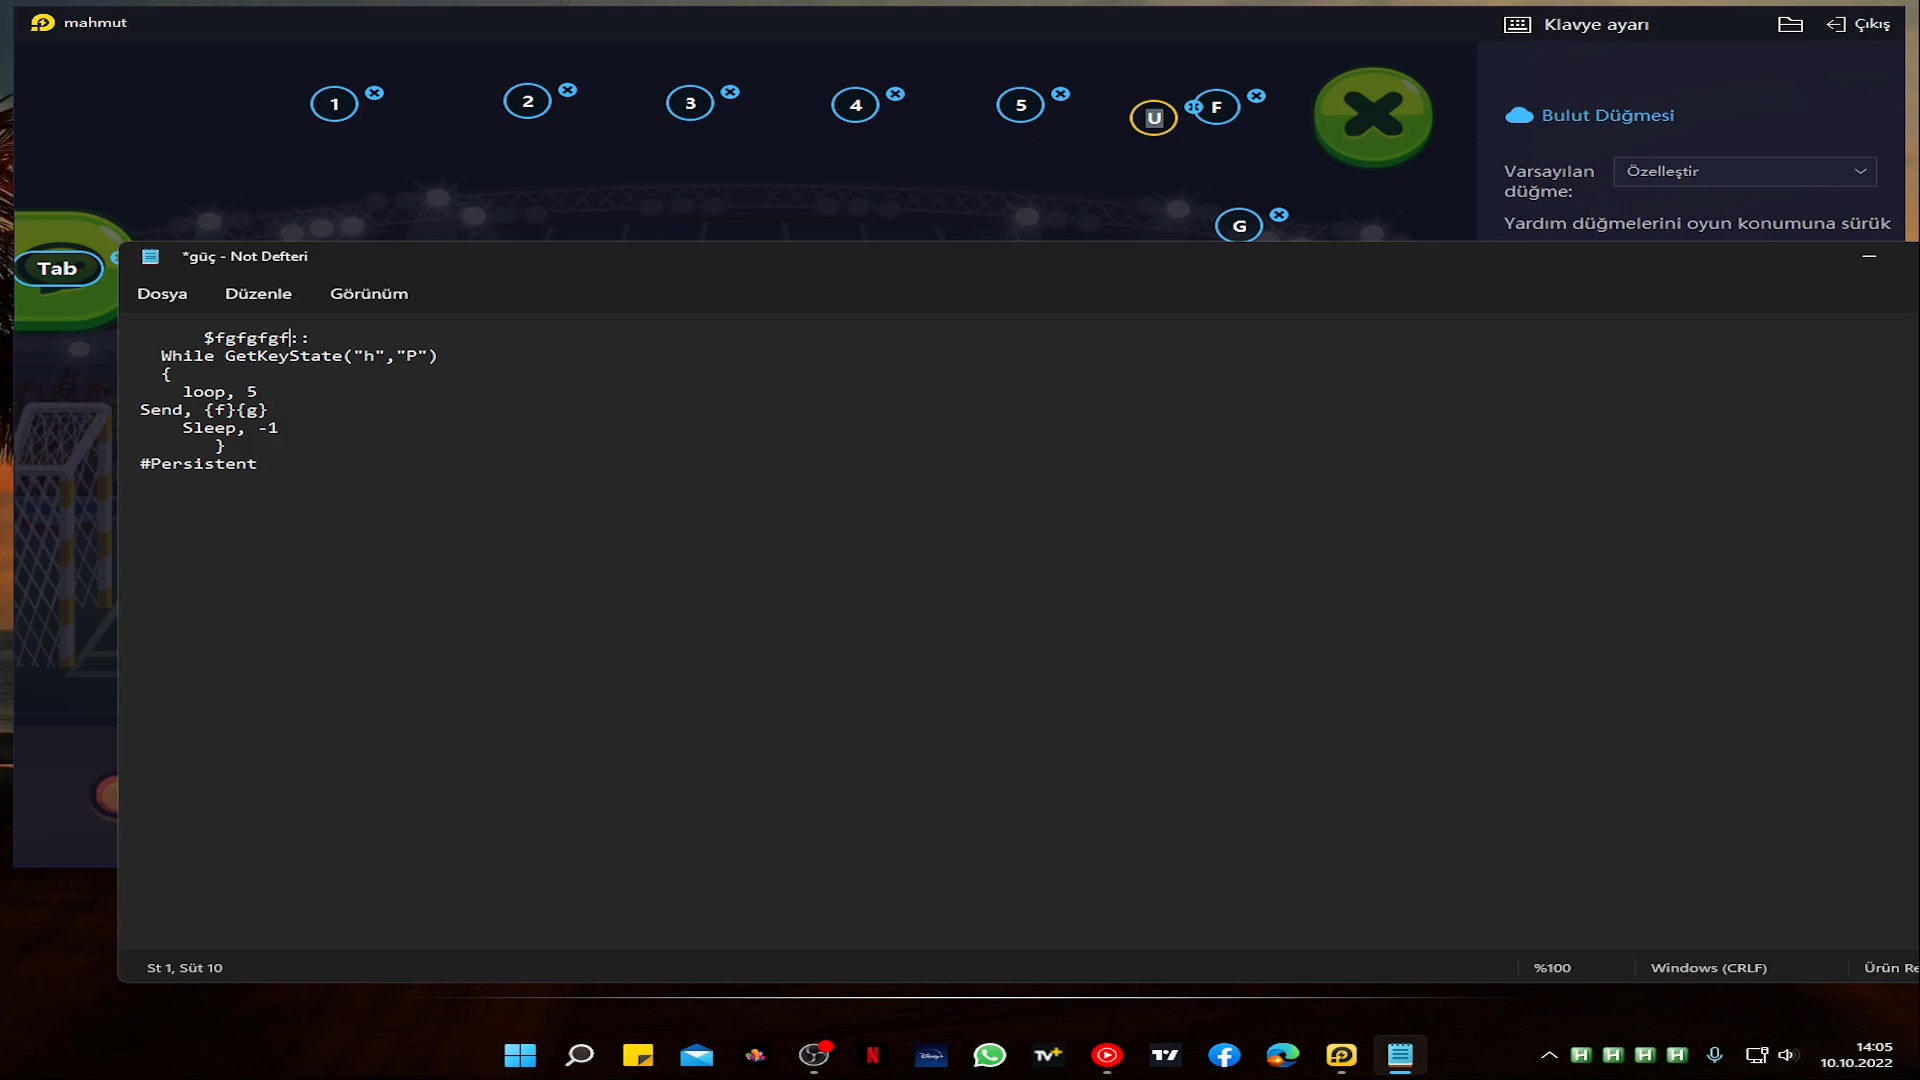 mahmut
Klavye ayarı
Çıkış
1
2
3
4
5
U
F
Bulut Düğmesi
Varsayılan düğme:
Özelleştir
Yardım düğmelerini oyun konumuna sürük
G
Tab
*güç - Not Defteri
Dosya
Düzenle
Görünüm
$fgfgfgf::
While GetKeyState("h","P")
{
loop, 5
Send, {f}{g}
Sleep, -1
}
#Persistent
St 1, Süt 10
%100
Windows (CRLF)
Ürün Re
N
Disney+
TV+
H
H
H
H
14:05
10.10.2022